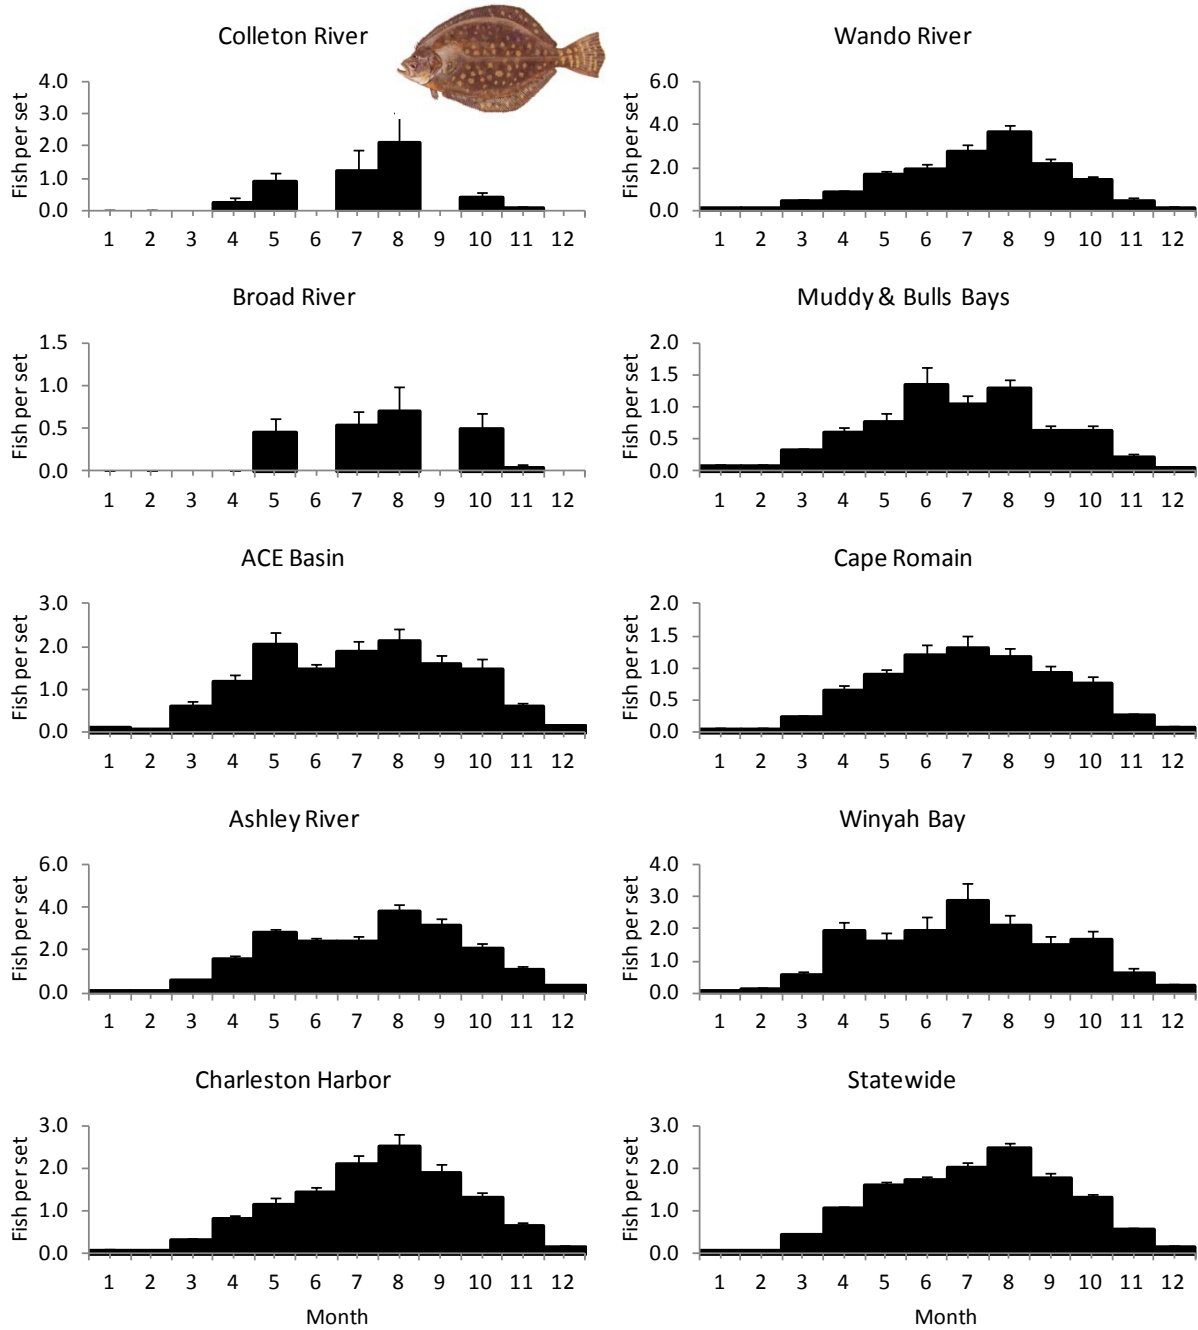 Colleton River
Fish per set
4.0
3.0
2.0
1.0
0.0
1 2 3 4 5 6 7 8 9 10 11 12
Wando River
Fish per set
6.0
4.0
2.0
0.0
1 2 3 4 5 6 7 8 9 10 11 12
Broad River
Fish per set
1.5
1.0
0.5
0.0
1 2 3 4 5 6 7 8 9 10 11 12
Muddy & Bulls Bays
Fish per set
2.0
1.5
1.0
0.5
0.0
1 2 3 4 5 6 7 8 9 10 11 12
ACE Basin
Fish per set
3.0
2.0
1.0
0.0
1 2 3 4 5 6 7 8 9 10 11 12
Cape Romain
Fish per set
2.0
1.5
1.0
0.5
0.0
1 2 3 4 5 6 7 8 9 10 11 12
Ashley River
Fish per set
6.0
4.0
2.0
0.0
1 2 3 4 5 6 7 8 9 10 11 12
Winyah Bay
Fish per set
4.0
3.0
2.0
1.0
0.0
1 2 3 4 5 6 7 8 9 10 11 12
Charleston Harbor
Fish per set
3.0
2.0
1.0
0.0
1 2 3 4 5 6 7 8 9 10 11 12
Month
Statewide
Fish per set
3.0
2.0
1.0
0.0
1 2 3 4 5 6 7 8 9 10 11 12
Month